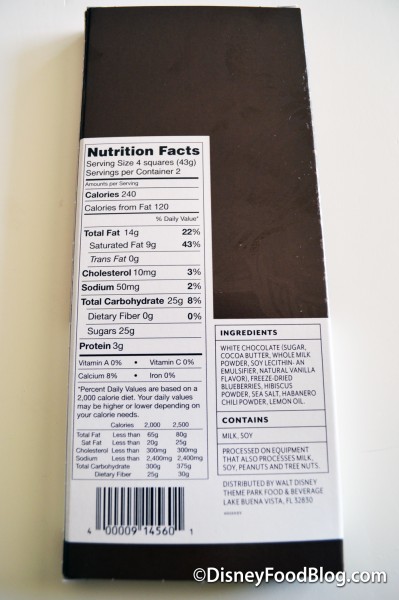 Nutrition Facts
Serving Size 4 squares (43g)
Servings per Container 2
Amounts per Serving
Calories 240
Calories from Fat 120
% Daily Value*
Total Fat 14g 22%
Saturated Fat 9g 43%
Trans Fat 0g
Cholesterol 10mg 3%
Sodium 50mg 2%
Total Carbohydrate 25g 8%
Dietary Fiber 0g 0%
Sugars 25g
Protein 3g
Vitamin A 0% • Vitamin C 0%
Calcium 8% • Iron 0%
*Percent Daily Values are based on a
2,000 calorie diet. Your daily values
may be higher or lower depending on
your calorie needs.
Calories 2,000 2,500
Total Fat Less than 65g 80g
Sat Fat Less than 20g 25g
Cholesterol Less than 300mg 300mg
Sodium Less than 2,400mg 2,400mg
Total Carbohydrate 300g 375g
Dietary Fiber 25g 30g
4 00009 14560 1
INGREDIENTS
WHITE CHOCOLATE (SUGAR,
COCOA BUTTER, WHOLE MILK
POWDER, SOY LECITHIN- AN
EMULSIFIER, NATURAL VANILLA
FLAVOR), FREEZE-DRIED
BLUEBERRIES, HIBISCUS
POWDER, SEA SALT, HABANERO
CHILI POWDER, LEMON OIL.
CONTAINS
MILK, SOY
PROCESSED ON EQUIPMENT
THAT ALSO PROCESSES MILK,
SOY, PEANUTS AND TREE NUTS.
DISTRIBUTED BY WALT DISNEY
THEME PARK FOOD & BEVERAGE
LAKE BUENA VISTA, FL 32830
©DisneyFoodBlog.com